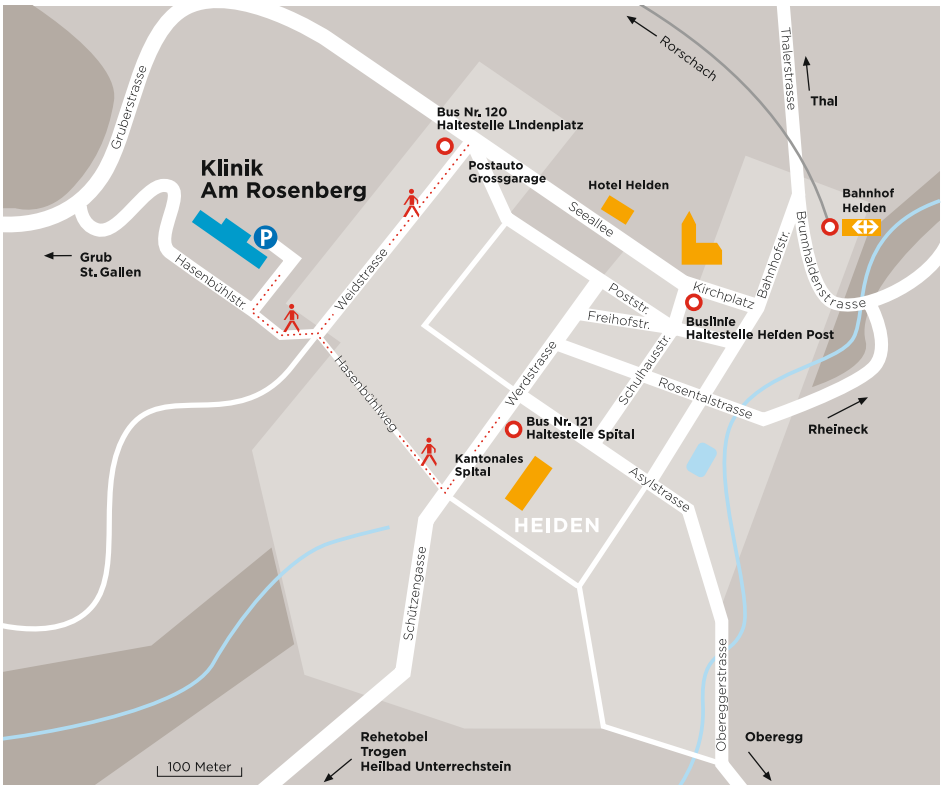 Rorschach
Thalerstrasse
Thal
Gruberstrasse
Bus Nr. 120
Haltestelle Lindenplatz
Klinik
Am Rosenberg
Postauto
Grossgarage
Hotel Heiden
Bahnhof
Heiden
P
Seeallee
Weidstrasse
Bahnhofstr.
Brunnhaldenstrasse
Grub
St. Gallen
Hasenbühlstr.
Kirchplatz
Poststr.
Freihofstr.
Buslinie
Haltestelle Heiden Post
Schulhausstr.
Werdstrasse
Hasenbühlweg
Rosentalstrasse
Rheineck
Bus Nr. 121
Haltestelle Spital
Kantonales
Spital
Asylstrasse
HEIDEN
Schützengasse
Obereggerstrasse
Rehetobel
Trogen
Heilbad Unterrechstein
Oberegg
100 Meter